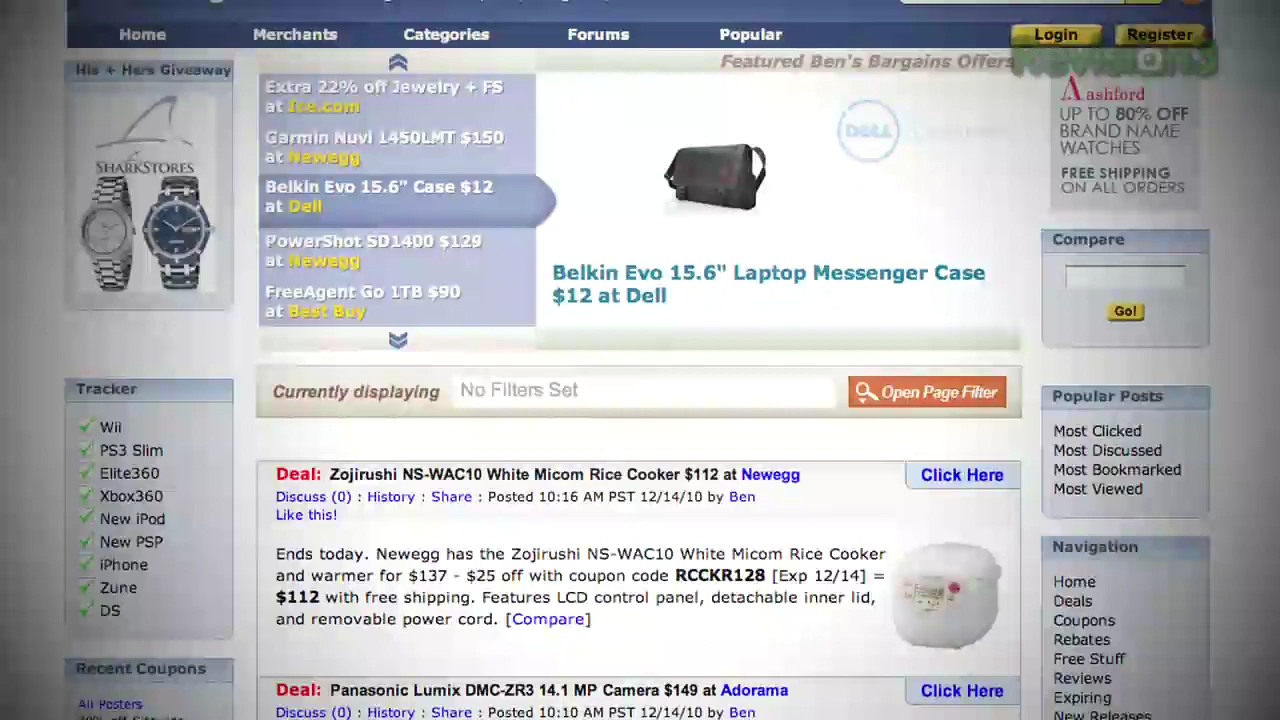 Home Merchants Categories Forums Popular Login Register
His + Hers Giveaway
SHARKSTORES
Extra 22% off Jewelry + FS
at Ice.com
Garmin Nuvi 1450LMT $150
at Newegg
Belkin Evo 15.6" Case $12
at Dell
PowerShot SD1400 $129
at Newegg
FreeAgent Go 1TB $90
at Best Buy
Featured Ben's Bargains Offers
DELL
Belkin Evo 15.6" Laptop Messenger Case
$12 at Dell
Ashford
UP TO 80% OFF
BRAND NAME
WATCHES
FREE SHIPPING
ON ALL ORDERS
Compare
Go!
Tracker
Wii
PS3 Slim
Elite360
Xbox360
New iPod
New PSP
iPhone
Zune
DS
Recent Coupons
All Posters
Currently displaying No Filters Set Open Page Filter
Deal: Zojirushi NS-WAC10 White Micom Rice Cooker $112 at Newegg Click Here
Discuss (0) : History : Share : Posted 10:16 AM PST 12/14/10 by Ben
Like this!
Ends today. Newegg has the Zojirushi NS-WAC10 White Micom Rice Cooker
and warmer for $137 - $25 off with coupon code RCCKR128 [Exp 12/14] =
$112 with free shipping. Features LCD control panel, detachable inner lid,
and removable power cord. [Compare]
Deal: Panasonic Lumix DMC-ZR3 14.1 MP Camera $149 at Adorama Click Here
Discuss (0) : History : Share : Posted 10:10 AM PST 12/14/10 by Ben
Popular Posts
Most Clicked
Most Discussed
Most Bookmarked
Most Viewed
Navigation
Home
Deals
Coupons
Rebates
Free Stuff
Reviews
Expiring
New Releases